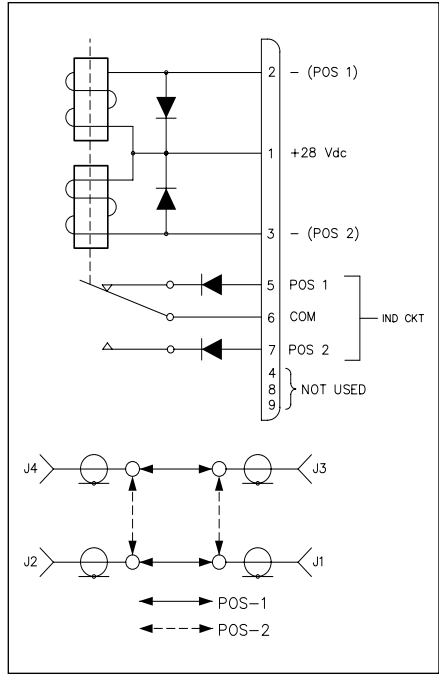 2 - (POS 1)
1 +28 Vdc
3 - (POS 2)
5 POS 1
6 COM
IND CKT
7 POS 2
4
8 NOT USED
9
J4 J3
J2 J1
POS-1
POS-2